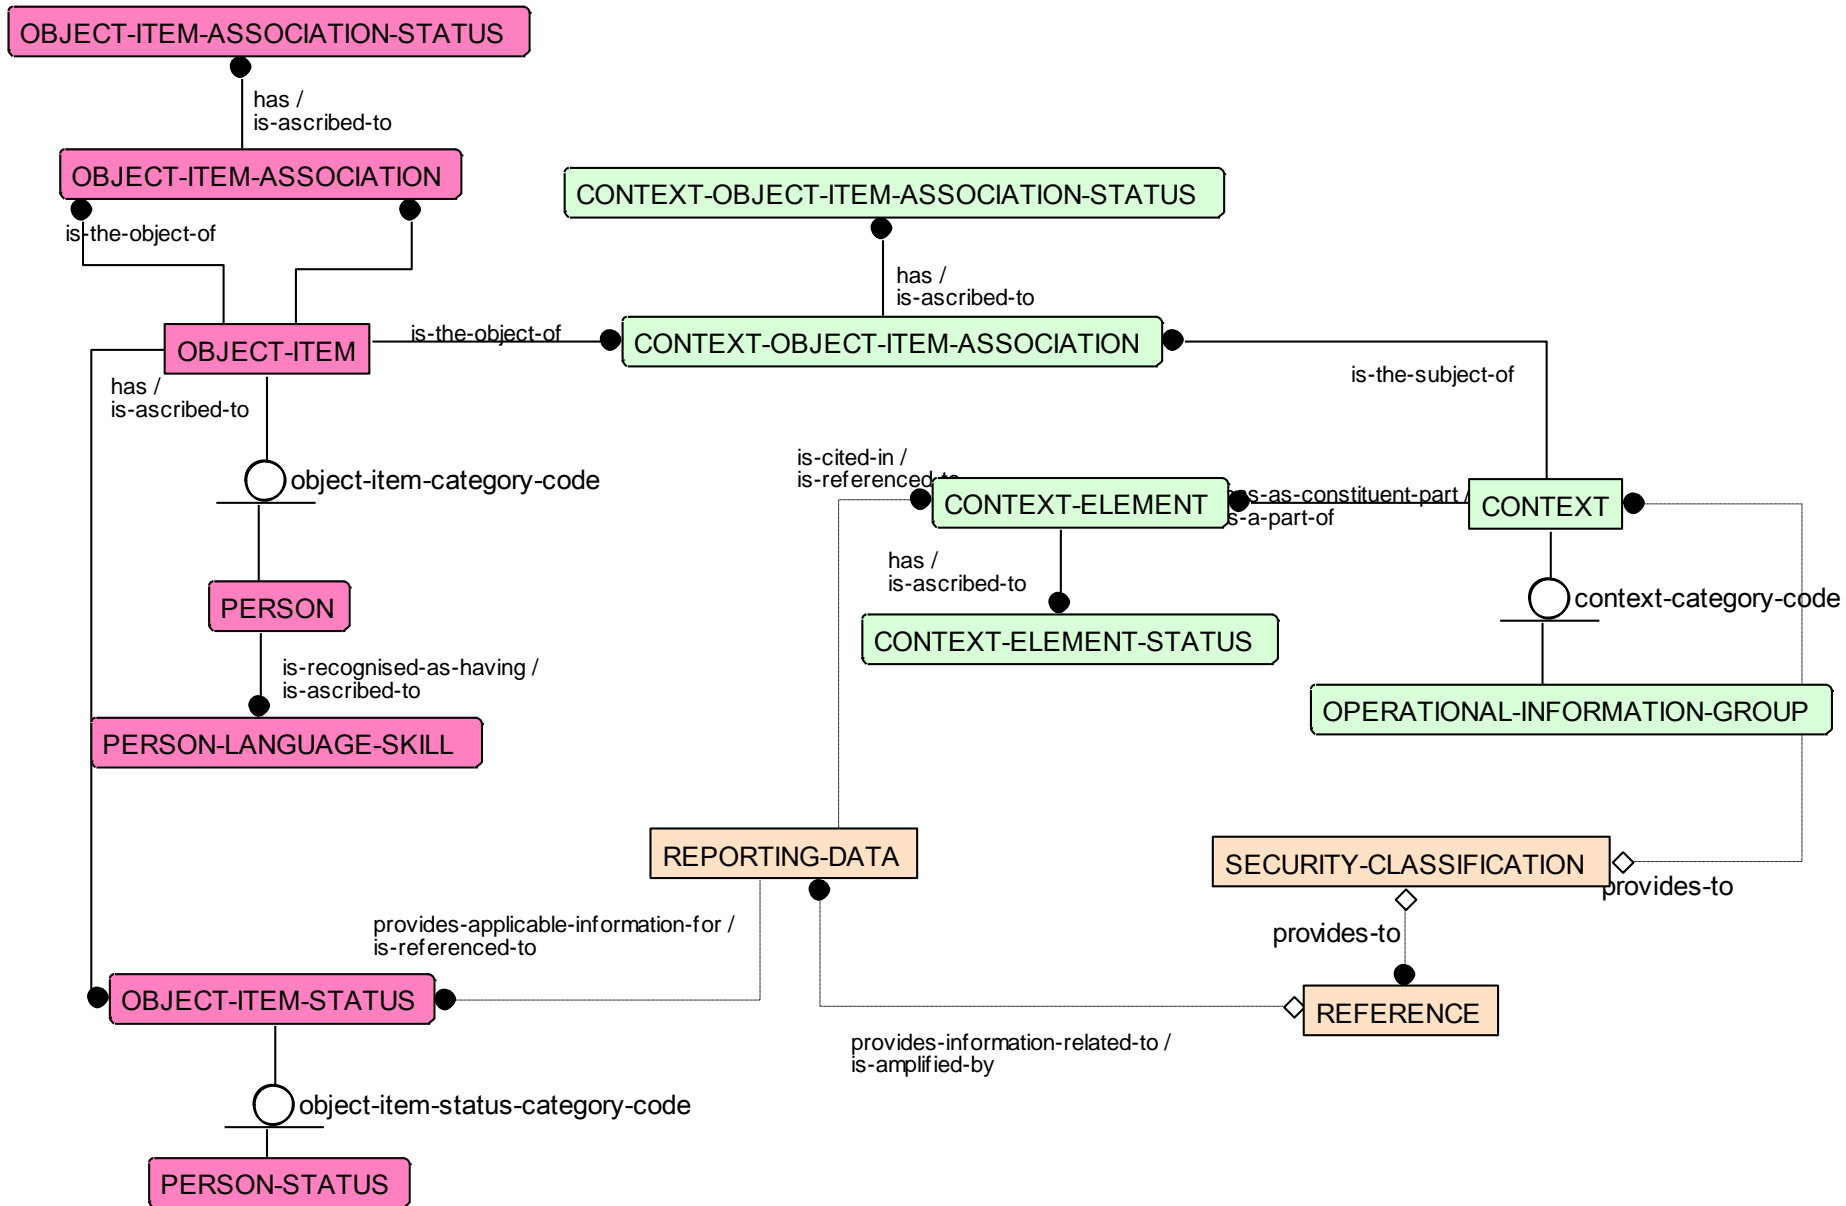 OBJECT-ITEM-ASSOCIATION-STATUS
has /
is-ascribed-to
OBJECT-ITEM-ASSOCIATION
is-the-object-of
CONTEXT-OBJECT-ITEM-ASSOCIATION-STATUS
has /
is-ascribed-to
OBJECT-ITEM
is-the-object-of
CONTEXT-OBJECT-ITEM-ASSOCIATION
is-the-subject-of
has /
is-ascribed-to
object-item-category-code
is-cited-in /
is-referenced-to
CONTEXT-ELEMENT
as-constituent-part /
s-a-part-of
CONTEXT
has /
is-ascribed-to
context-category-code
PERSON
CONTEXT-ELEMENT-STATUS
is-recognised-as-having /
is-ascribed-to
OPERATIONAL-INFORMATION-GROUP
PERSON-LANGUAGE-SKILL
REPORTING-DATA
SECURITY-CLASSIFICATION
provides-to
provides-applicable-information-for /
is-referenced-to
provides-to
OBJECT-ITEM-STATUS
REFERENCE
provides-information-related-to /
is-amplified-by
object-item-status-category-code
PERSON-STATUS